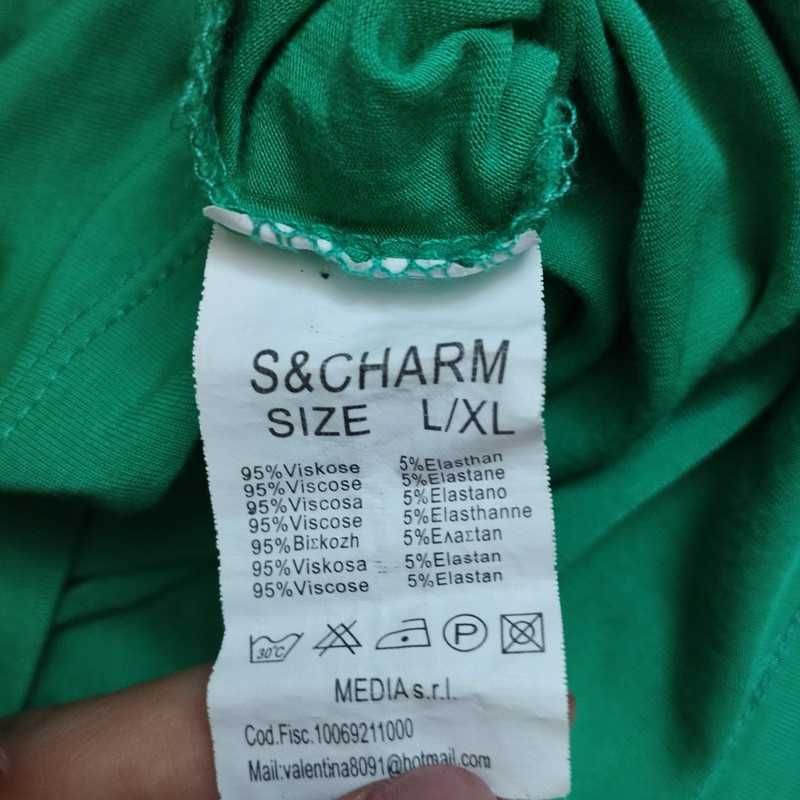 S&CHARM
SIZE L/XL
95%Viskose 5%Elasthan
95%Viscose 5%Elastane
95%Viscosa 5%Elastano
95%Viscose 5%Elasthanne
95%ΒiΣkozh 5%ΕλαΣtan
95%Viskosa 5%Elastan
95%Viscose 5%Elastan
30°C P
MEDIA s.r.l.
Cod.Fisc.10069211000
Mail:valentina8091@hotmail.com